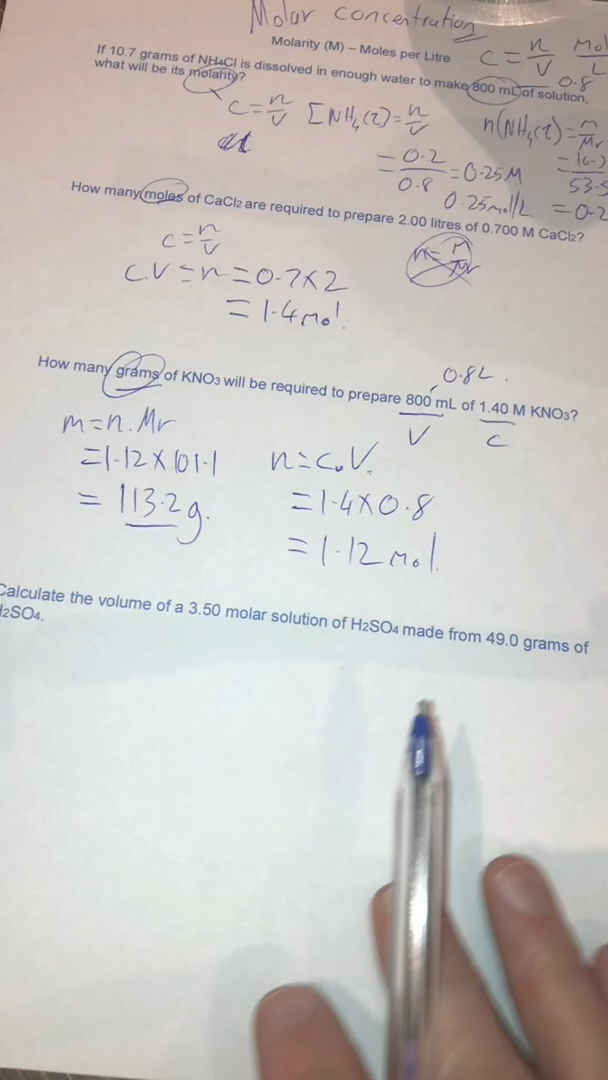 Molar concentration
Molarity (M) – Moles per Litre
c = n/V Mol/L
0.8
If 10.7 grams of NH4Cl is dissolved in enough water to make 800 mL of solution,
what will be its molarity?
c = n/v [NH4Cl] = n/v n(NH4Cl) = m/Mr
= 0.2/0.8 = 0.25M
53.5
0.25mol/L = 0.2
How many moles of CaCl2 are required to prepare 2.00 litres of 0.700 M CaCl2?
c = n/v n = m/Mr
c.V = n = 0.7×2
= 1.4mol.
0.8L.
How many grams of KNO3 will be required to prepare 800 mL of 1.40 M KNO3?
V C
m = n.Mr
= 1.12 × 101.1 n = c.V.
= 113.2g. = 1.4×0.8
= 1.12 mol.
Calculate the volume of a 3.50 molar solution of H2SO4 made from 49.0 grams of
H2SO4.